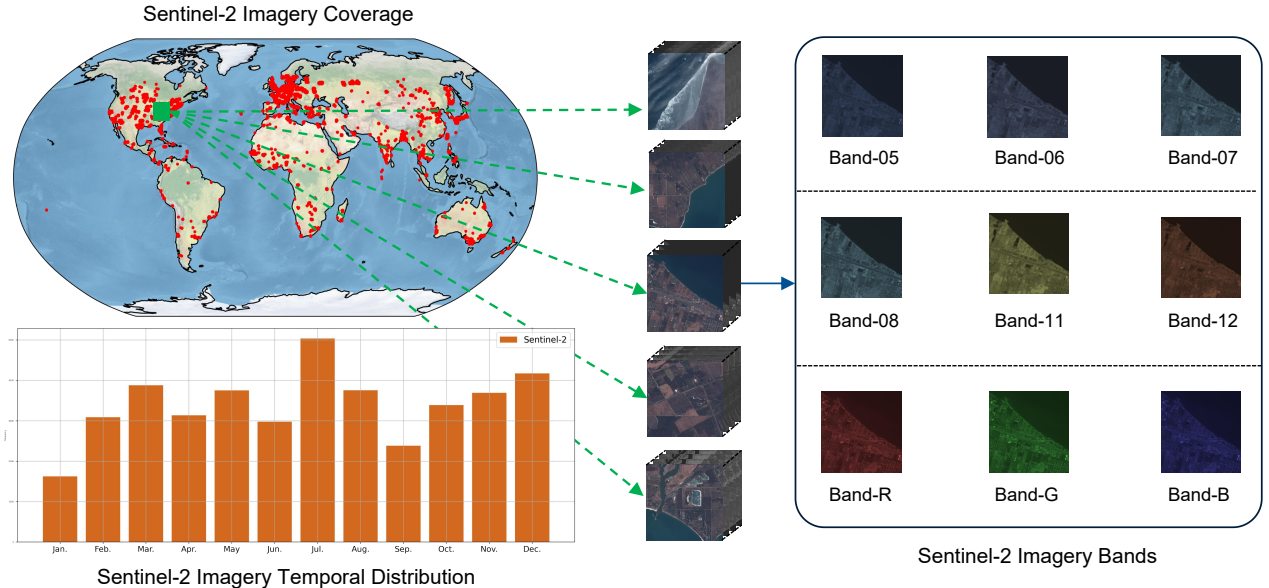 Sentinel-2 Imagery Coverage
Band-05
Band-06
Band-07
Band-08
Band-11
Band-12
Band-R
Band-G
Band-B
Sentinel-2 Imagery Bands
Sentinel-2
Jan.
Feb.
Mar.
Apr.
May
Jun.
Jul.
Aug.
Sep.
Oct.
Nov.
Dec.
Sentinel-2 Imagery Temporal Distribution